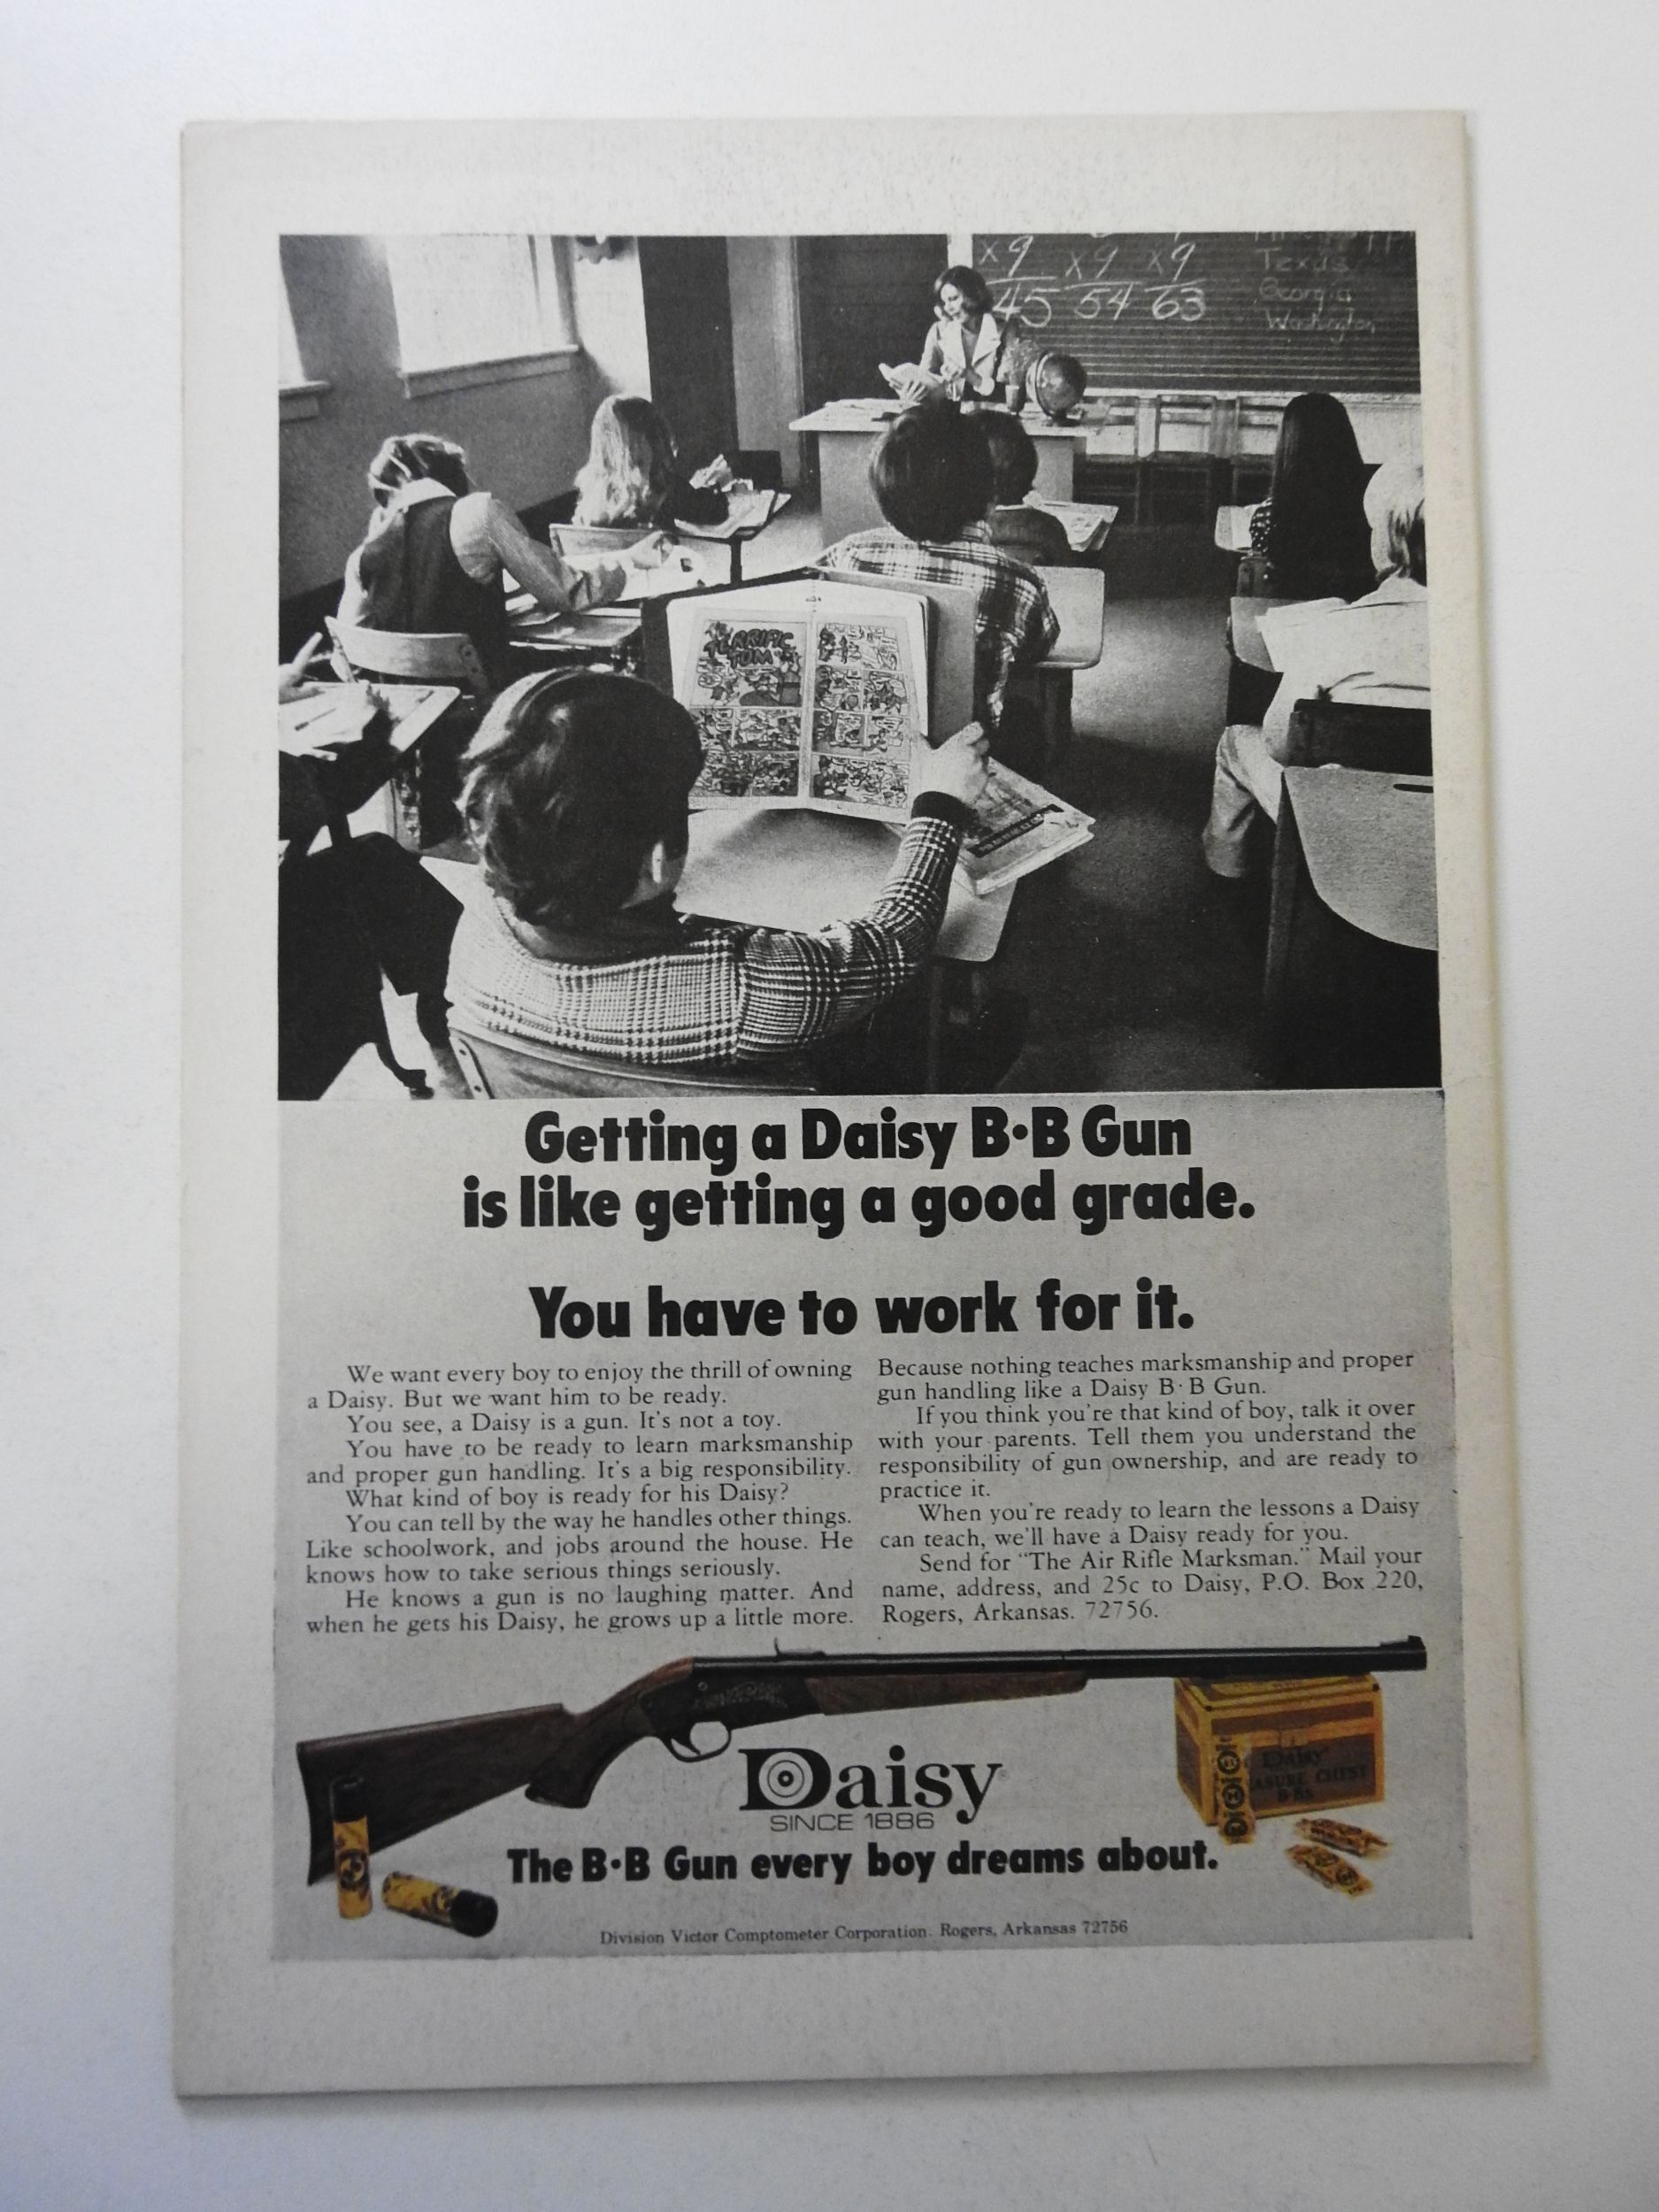 x9 x9 x9
45 54 63
Texas
Georgia
Washington
TERRIFIC
TOM
Getting a Daisy B·B Gun
is like getting a good grade.
You have to work for it.
We want every boy to enjoy the thrill of owning
a Daisy. But we want him to be ready.
You see, a Daisy is a gun. It's not a toy.
You have to be ready to learn marksmanship
and proper gun handling. It's a big responsibility.
What kind of boy is ready for his Daisy?
You can tell by the way he handles other things.
Like schoolwork, and jobs around the house. He
knows how to take serious things seriously.
He knows a gun is no laughing matter. And
when he gets his Daisy, he grows up a little more.
Because nothing teaches marksmanship and proper
gun handling like a Daisy B·B Gun.
If you think you're that kind of boy, talk it over
with your parents. Tell them you understand the
responsibility of gun ownership, and are ready to
practice it.
When you're ready to learn the lessons a Daisy
can teach, we'll have a Daisy ready for you.
Send for "The Air Rifle Marksman." Mail your
name, address, and 25c to Daisy, P.O. Box 220,
Rogers, Arkansas. 72756.
Daisy
CHEST
Daisy
SINCE 1886
The B·B Gun every boy dreams about.
Division Victor Comptometer Corporation. Rogers, Arkansas 72756